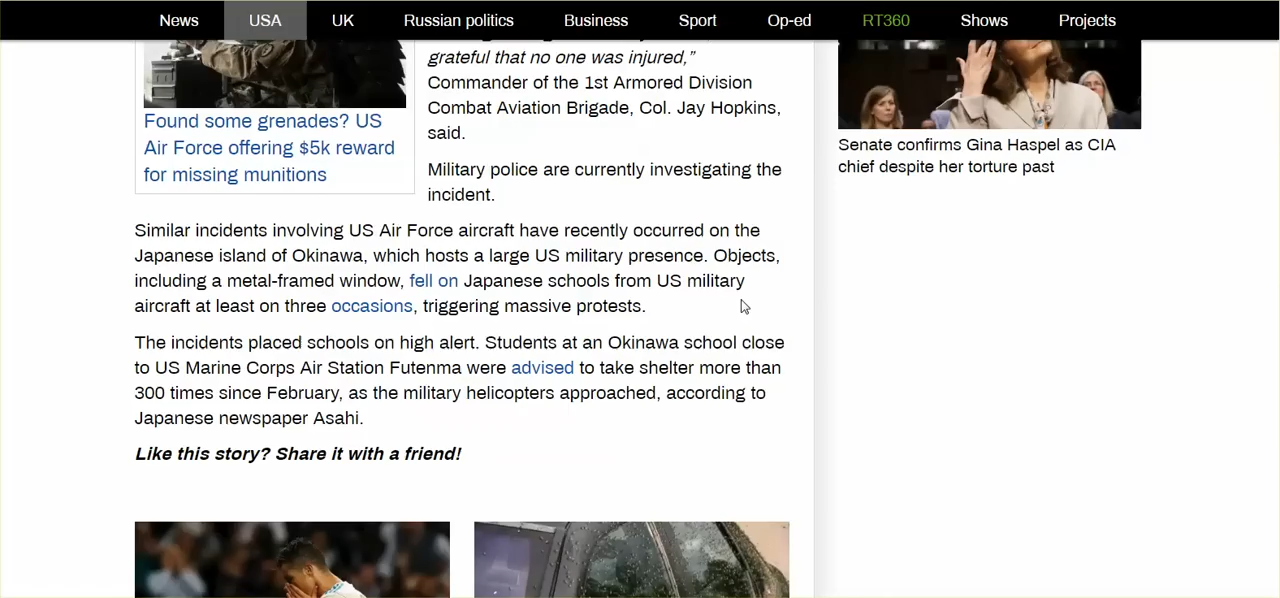 News USA UK Russian politics Business Sport Op-ed RT360 Shows Projects
grateful that no one was injured,”
Commander of the 1st Armored Division
Combat Aviation Brigade, Col. Jay Hopkins,
said.
Military police are currently investigating the
incident.
Found some grenades? US
Air Force offering $5k reward
for missing munitions
Similar incidents involving US Air Force aircraft have recently occurred on the
Japanese island of Okinawa, which hosts a large US military presence. Objects,
including a metal-framed window, fell on Japanese schools from US military
aircraft at least on three occasions, triggering massive protests.
The incidents placed schools on high alert. Students at an Okinawa school close
to US Marine Corps Air Station Futenma were advised to take shelter more than
300 times since February, as the military helicopters approached, according to
Japanese newspaper Asahi.
Like this story? Share it with a friend!
Senate confirms Gina Haspel as CIA
chief despite her torture past